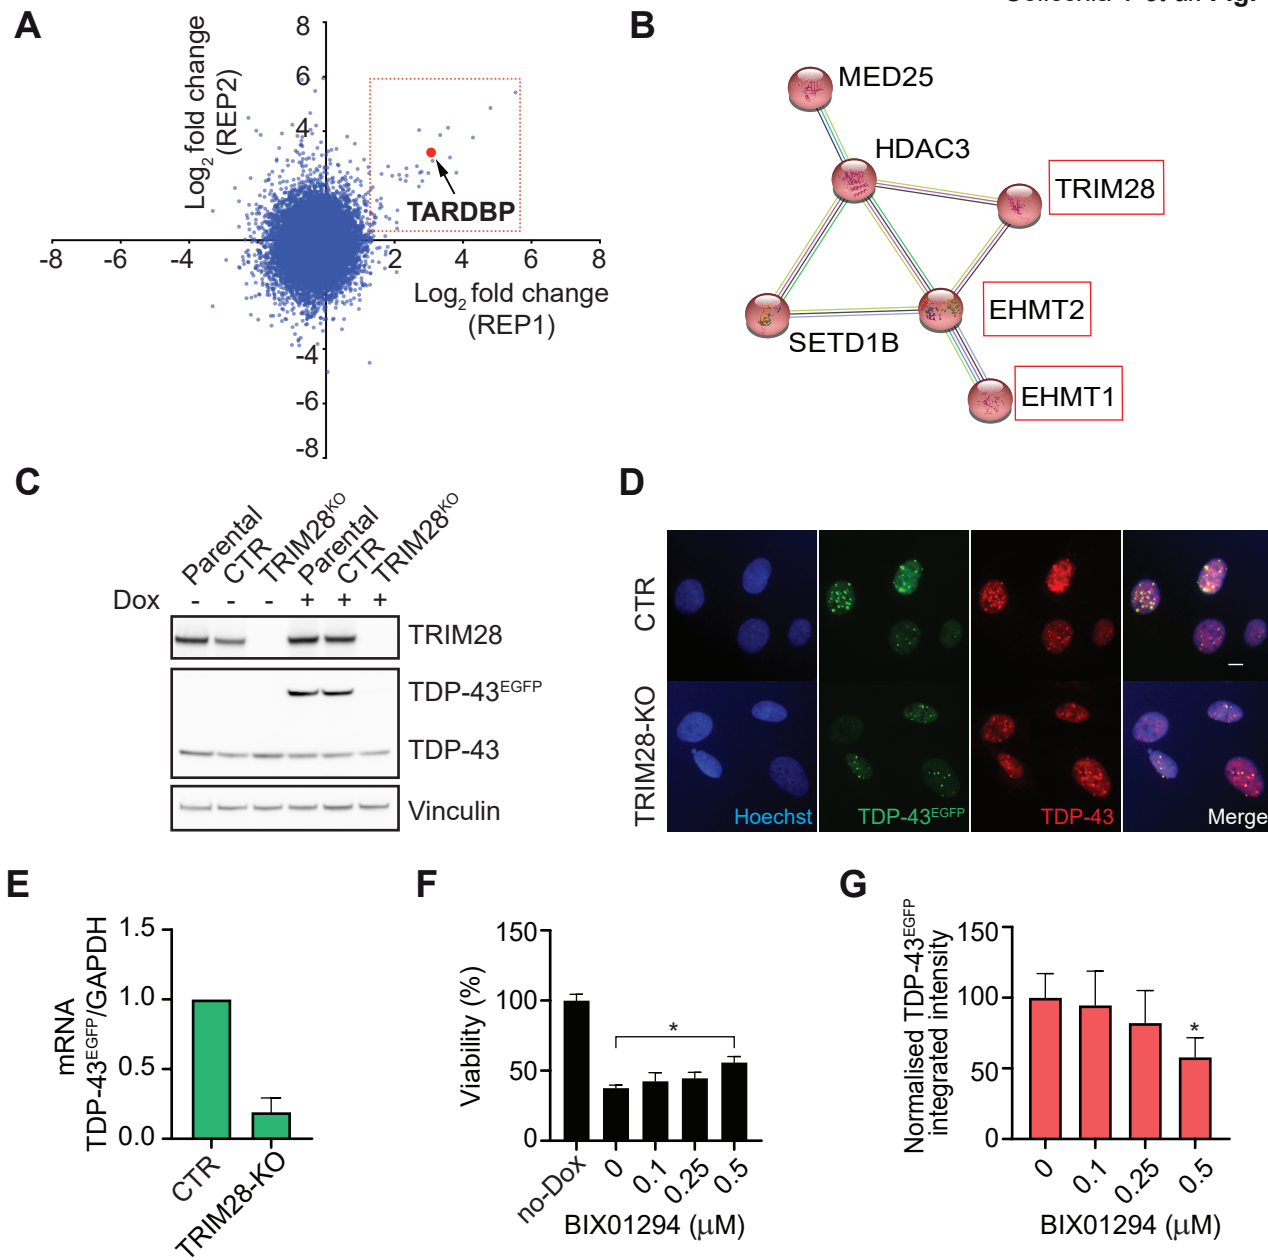 A
8
6
4
Log2 fold change
(REP2)
TARDBP
-8
-6
-4
2
4
6
8
Log2 fold change
(REP1)
-4
-6
-8
B
MED25
HDAC3
TRIM28
EHMT2
SETD1B
EHMT1
C
Parental
CTR
TRIM28KO
Parental
CTR
TRIM28KO
Dox - - - + + +
TRIM28
TDP-43EGFP
TDP-43
Vinculin
D
CTR
TRIM28-KO
Hoechst
TDP-43EGFP
TDP-43
Merge
E
mRNA
TDP-43EGFP/GAPDH
1.5
1.0
0.5
0.0
CTR
TRIM28-KO
F
Viability (%)
150
100
50
0
*
no-Dox
0
0.1
0.25
0.5
BIX01294 (μM)
G
Normalised TDP-43EGFP
integrated intensity
150
100
50
0
*
0
0.1
0.25
0.5
BIX01294 (μM)